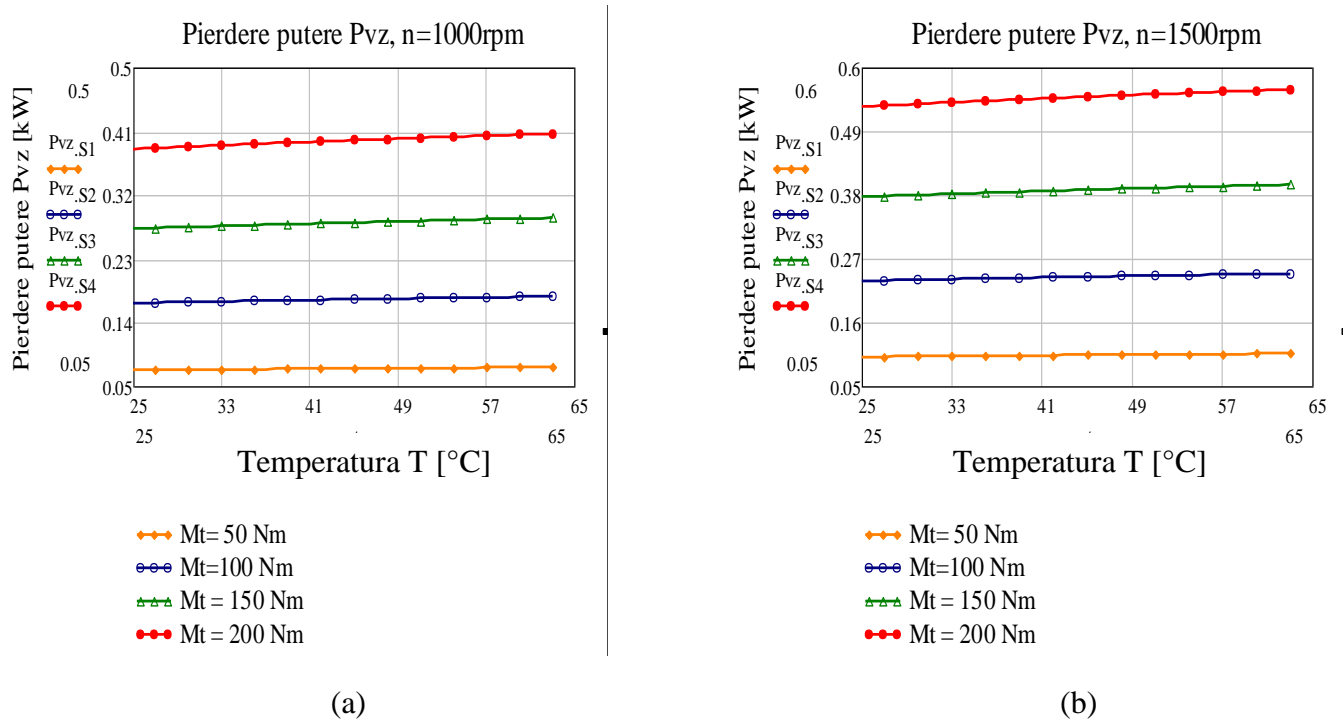 Pierdere putere Pvz, n=1000rpm
Pierdere putere Pvz [kW]
0.5
0.41
0.32
0.23
0.14
0.05
0.5
Pvz.S1
Pvz.S2
Pvz.S3
Pvz.S4
0.05
25 33 41 49 57 65
25 65
Temperatura T [°C]
Mt= 50 Nm
Mt=100 Nm
Mt = 150 Nm
Mt = 200 Nm
(a)
Pierdere putere Pvz, n=1500rpm
Pierdere putere Pvz [kW]
0.6
0.49
0.38
0.27
0.16
0.05
0.6
Pvz.S1
Pvz.S2
Pvz.S3
Pvz.S4
0.05
25 33 41 49 57 65
25 65
Temperatura T [°C]
Mt= 50 Nm
Mt=100 Nm
Mt = 150 Nm
Mt = 200 Nm
(b)